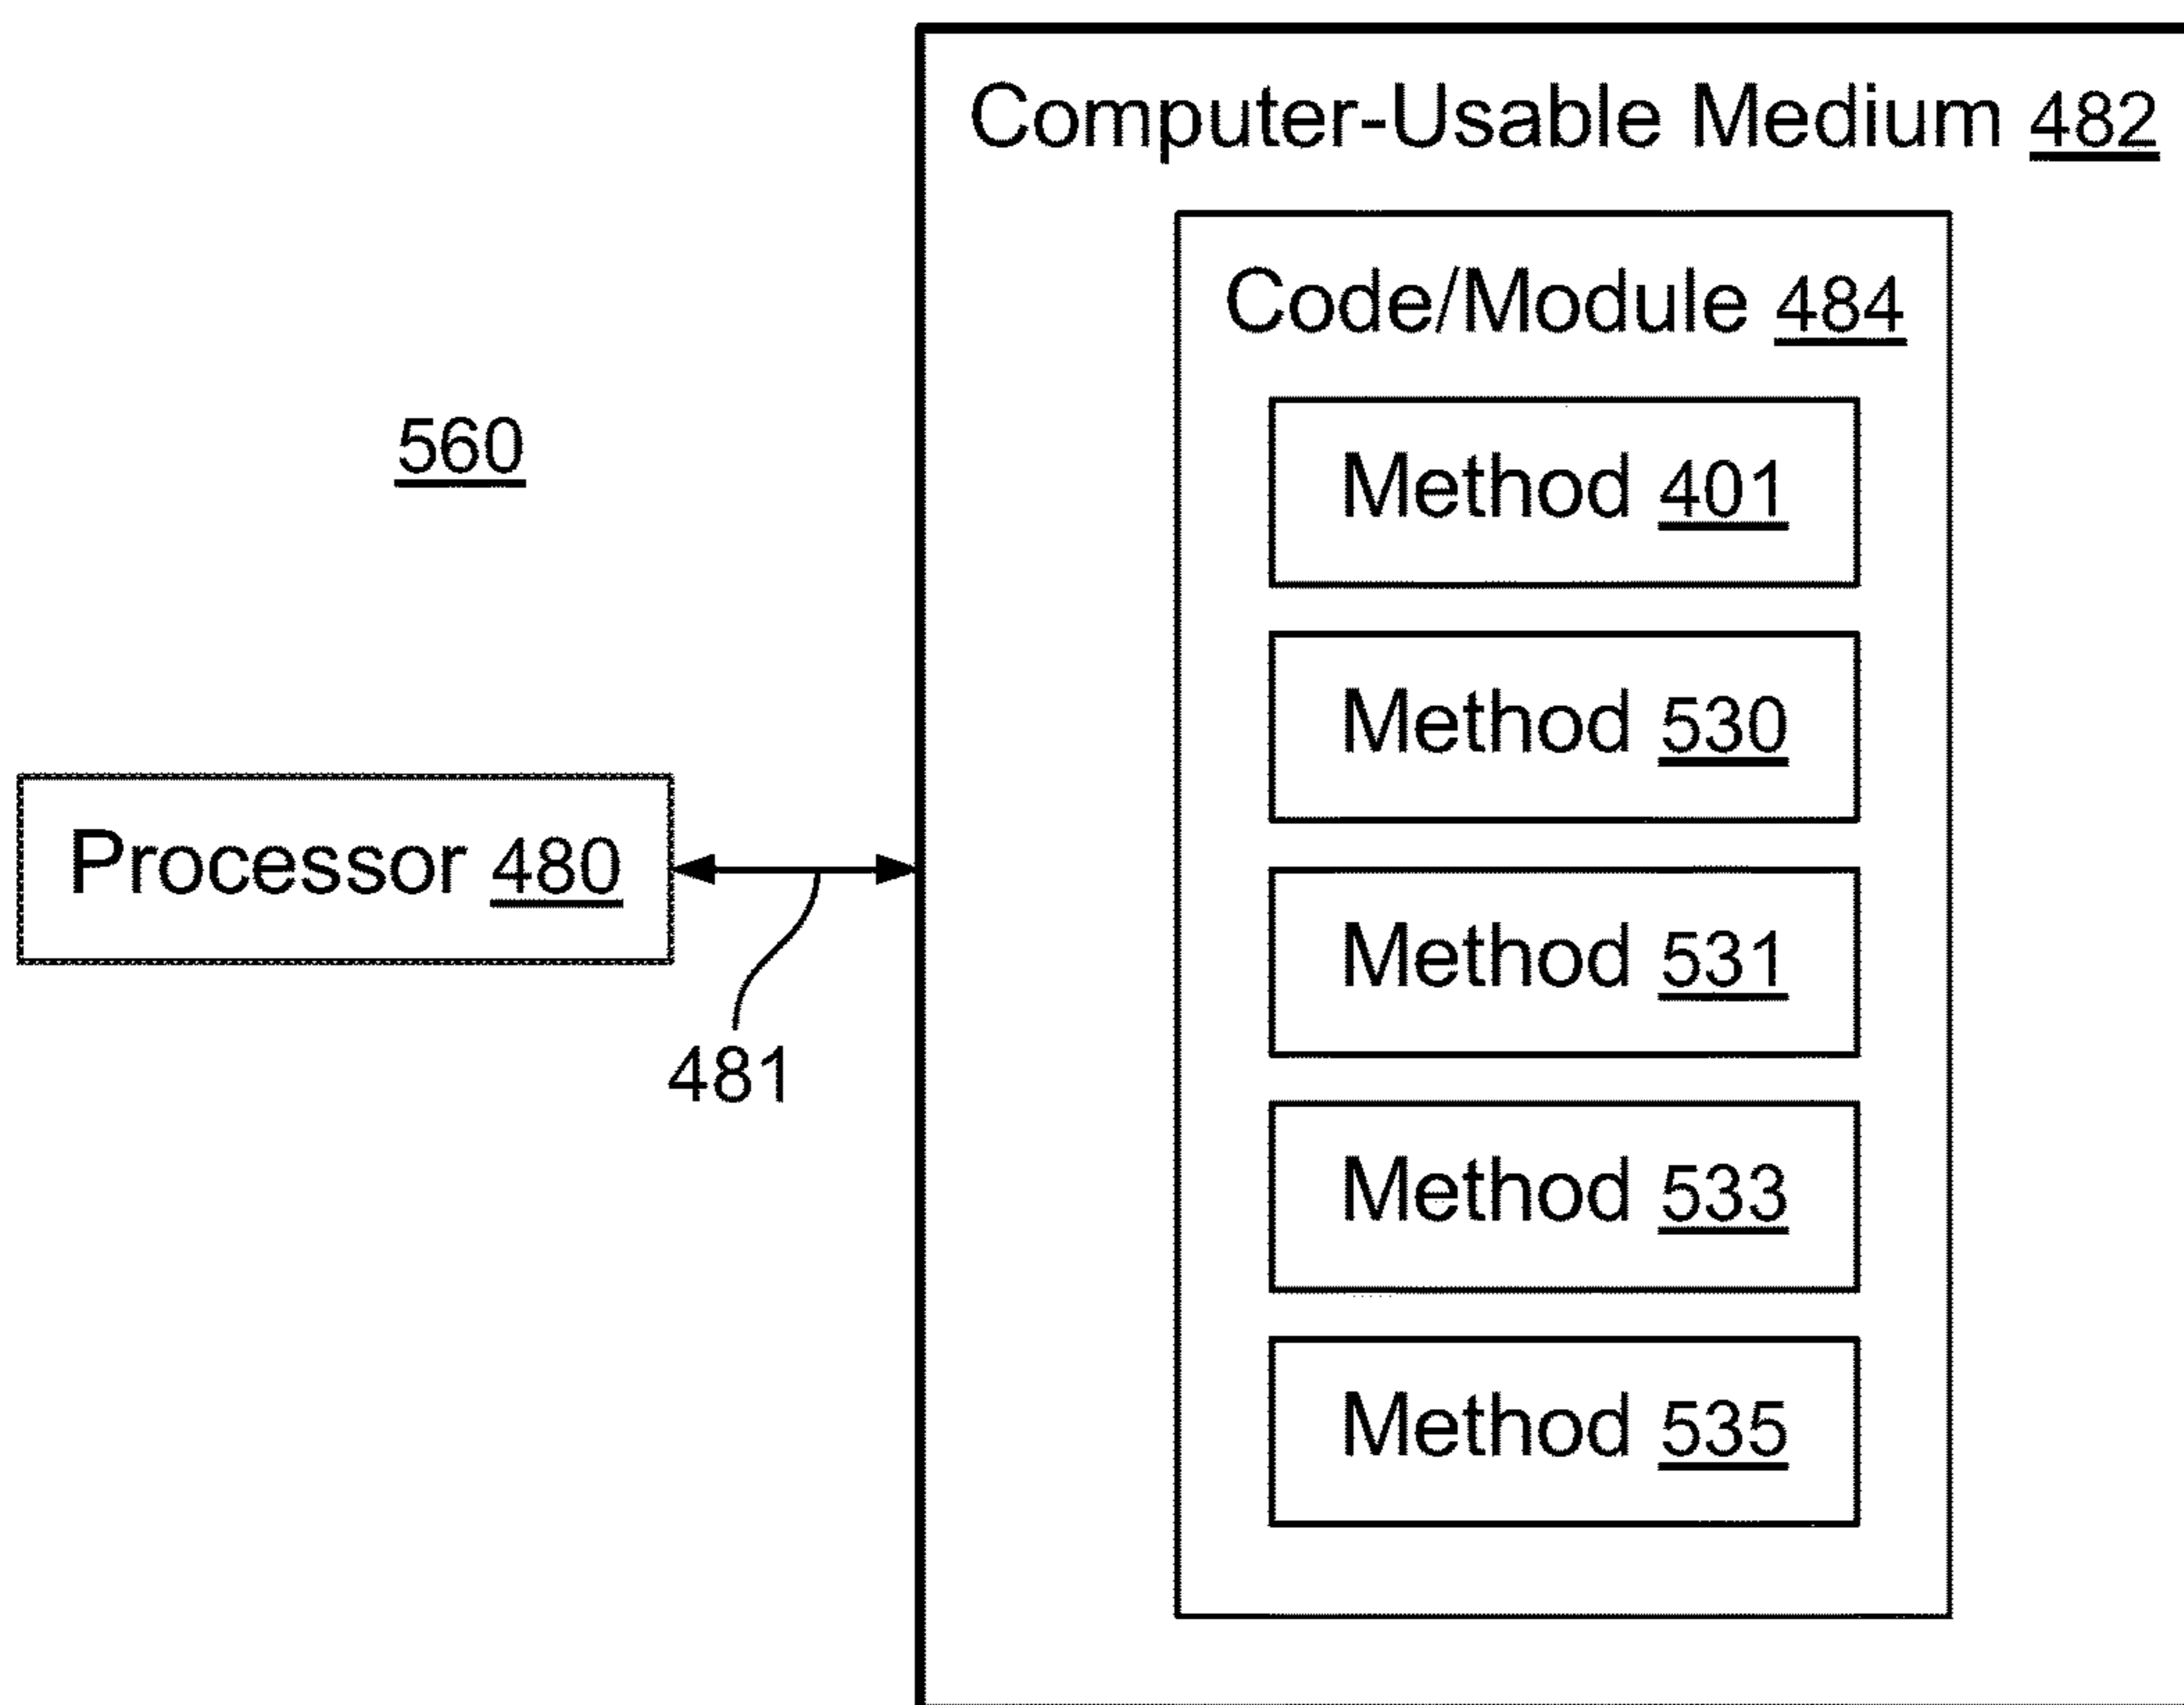 Computer-Usable Medium 482
Code/Module 484
560
Method 401
Method 530
Processor 480
Method 531
481
Method 533
Method 535